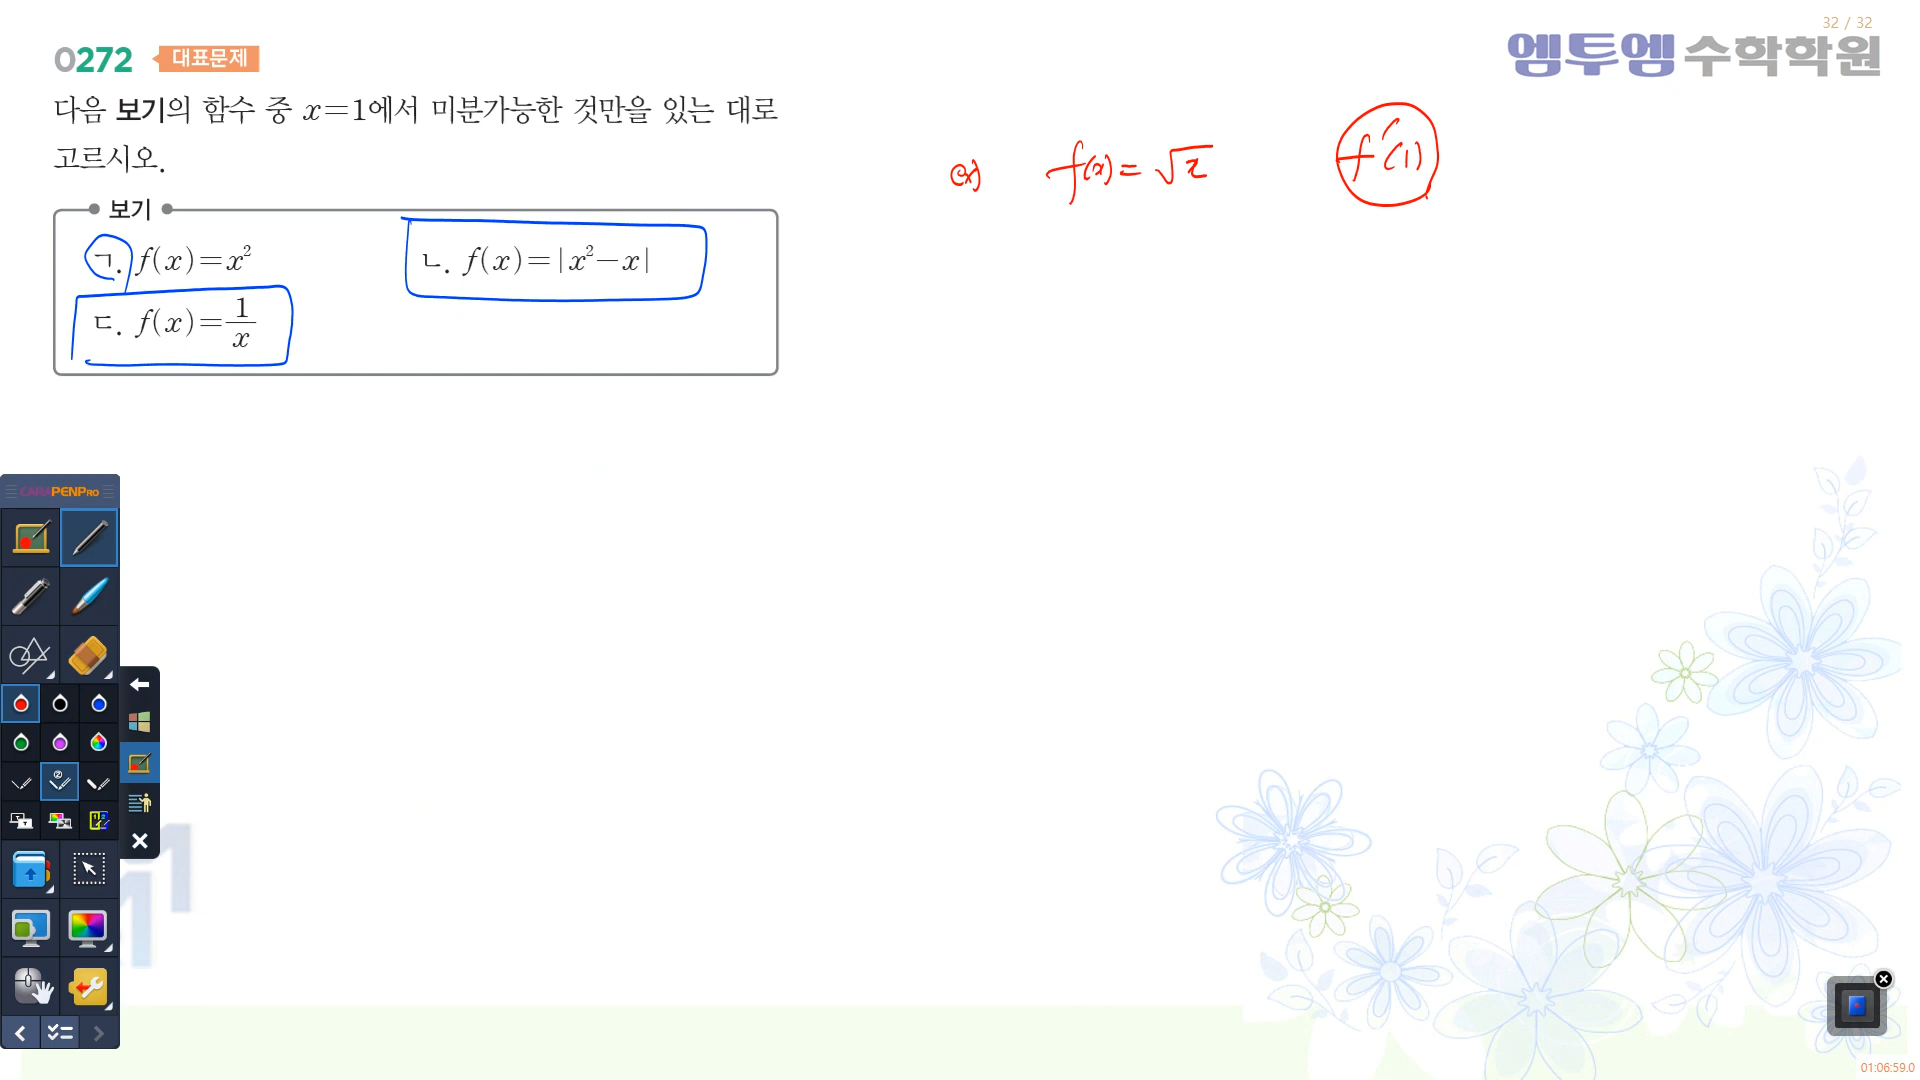 32 / 32
엠투엠 수학학원
0272 대표문제
다음 보기의 함수 중 x=1에서 미분가능한 것만을 있는 대로
고르시오.
보기
ㄱ. f(x)=x²
ㄴ. f(x)=|x²-x|
ㄷ. f(x)=1/x
ex) f(x)=√x
f'(1)
CARAPENPRO
01:06:59.0